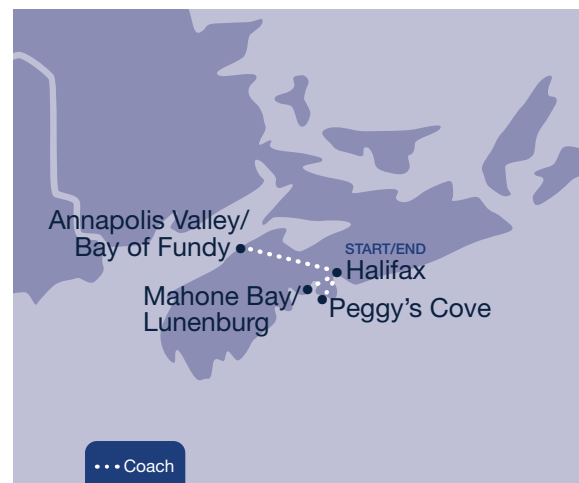 Annapolis Valley/
Bay of Fundy
START/END
Halifax
Mahone Bay/
Lunenburg
Peggy’s Cove
Coach